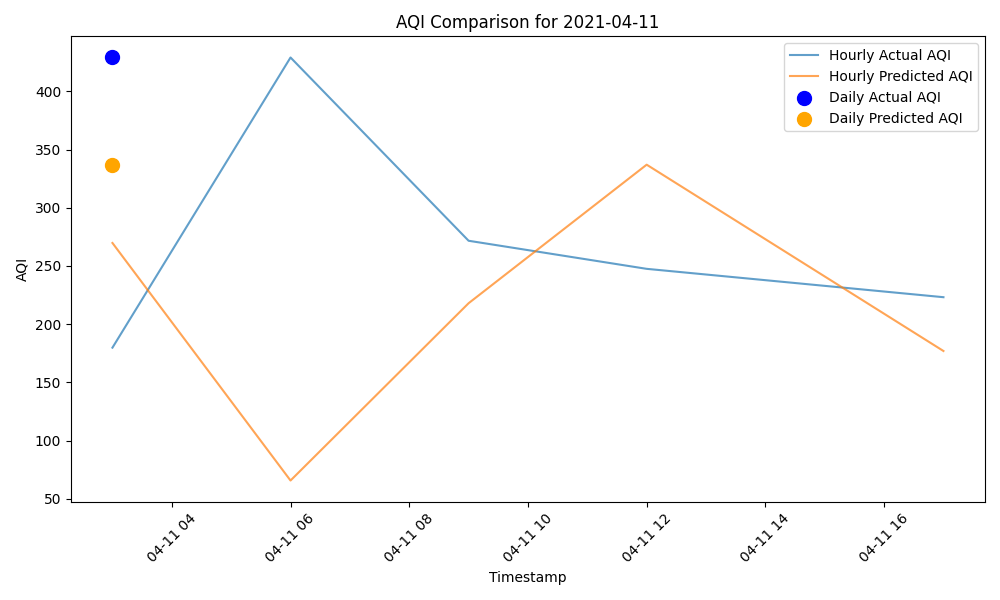 AQI Comparison for 2021-04-11
Hourly Actual AQI
Hourly Predicted AQI
Daily Actual AQI
Daily Predicted AQI
AQI
400
350
300
250
200
150
100
50
04-11 04
04-11 06
04-11 08
04-11 10
04-11 12
04-11 14
04-11 16
Timestamp